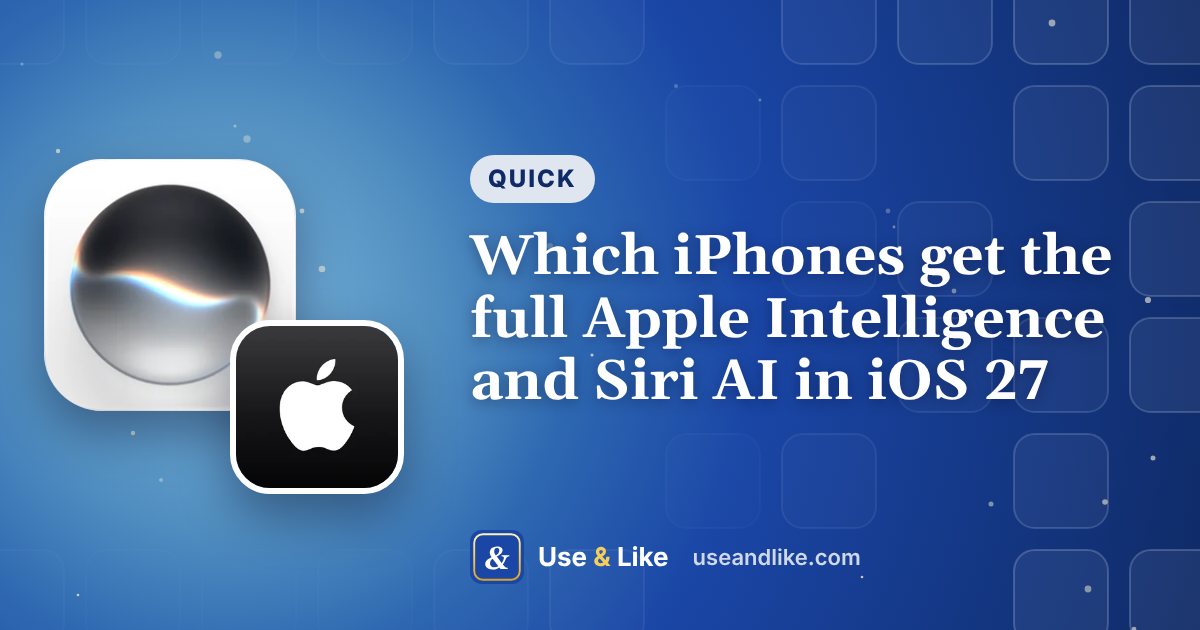 QUICK
Which iPhones get the
full Apple Intelligence
and Siri AI in iOS 27
& Use & Like useandlike.com